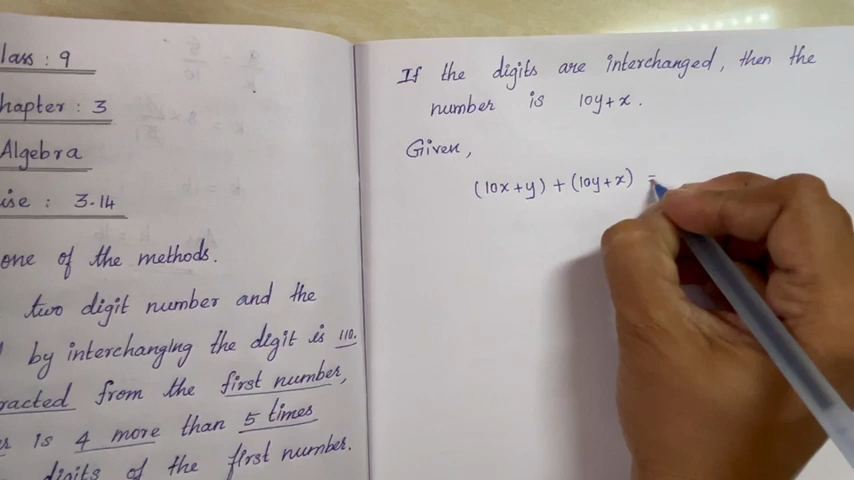 lass : 9
hapter : 3
Algebra
ise : 3.14
one of the methods.
two digit number and the
by interchanging the digit is 110.
racted from the first number,
is 4 more than 5 times
digits of the first number.
If the digits are interchanged, then the
number is 10y+x.
Given,
(10x+y) + (10y+x) =